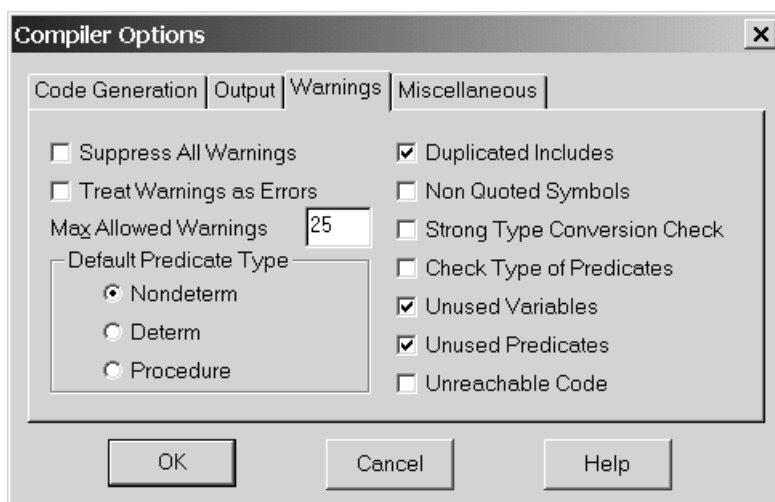 Compiler Options
Code Generation Output Warnings Miscellaneous
Suppress All Warnings
Treat Warnings as Errors
Max Allowed Warnings 25
Default Predicate Type
Nondeterm
Determ
Procedure
Duplicated Includes
Non Quoted Symbols
Strong Type Conversion Check
Check Type of Predicates
Unused Variables
Unused Predicates
Unreachable Code
OK Cancel Help